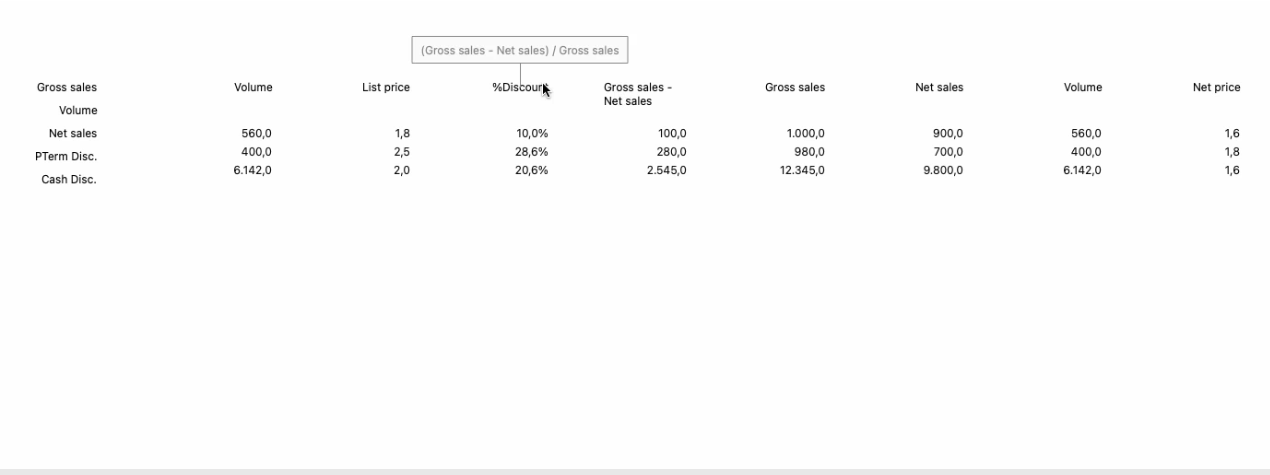 (Gross sales - Net sales) / Gross sales
Gross sales Volume List price %Discount Gross sales - Net sales Gross sales Net sales Volume Net price
Volume
Net sales 560,0 1,8 10,0% 100,0 1.000,0 900,0 560,0 1,6
PTerm Disc. 400,0 2,5 28,6% 280,0 980,0 700,0 400,0 1,8
Cash Disc. 6.142,0 2,0 20,6% 2.545,0 12.345,0 9.800,0 6.142,0 1,6